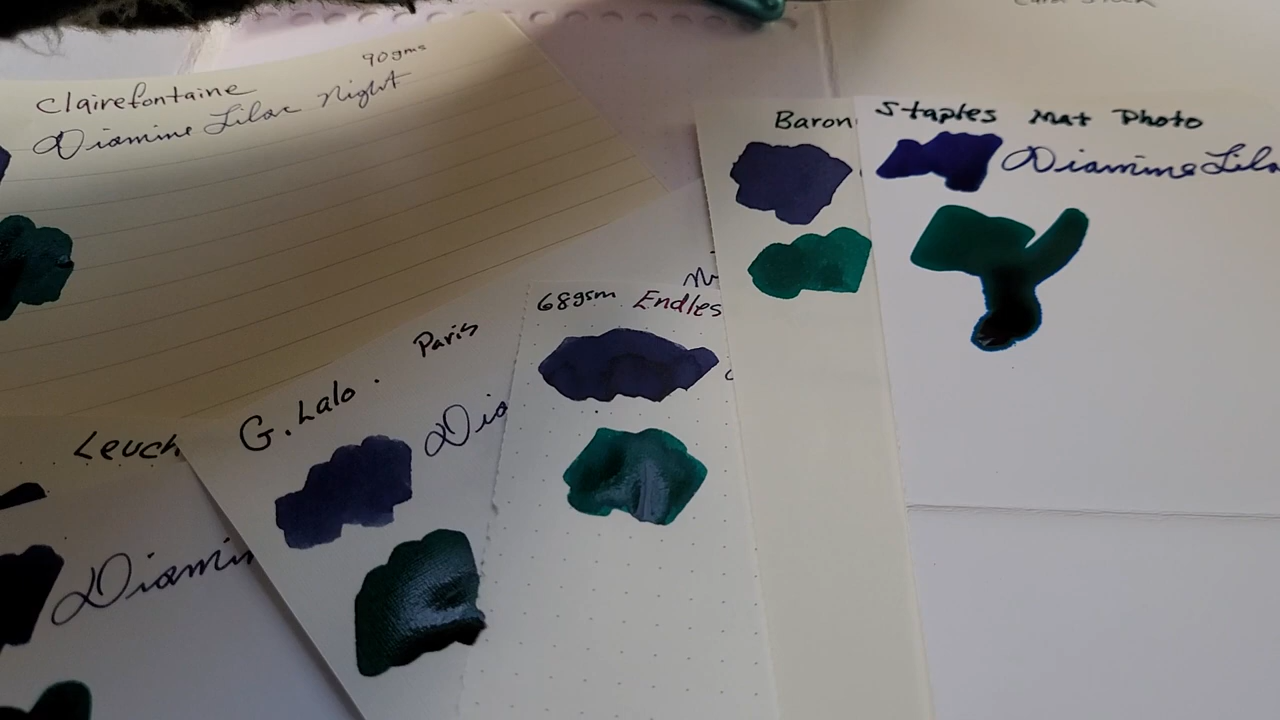 90gms
Clairefontaine
Diamine Lilac Night
Baron
Staples Mat Photo
Diamine Lila
68gsm Endles
Paris
G. Lalo.
Dia
Leuch
Diamin